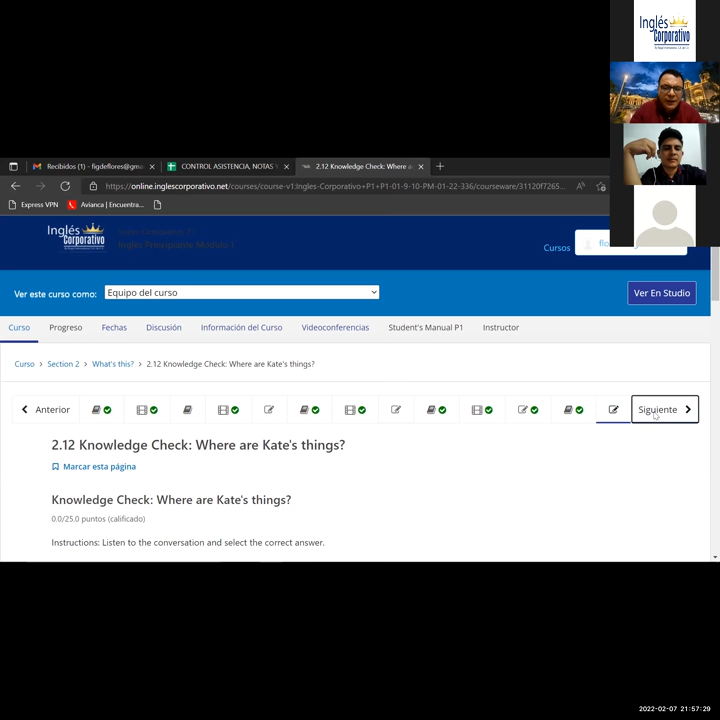 Inglés
Corporativo
Recibidos (1) - figdeflores@gma
CONTROL ASISTENCIA, NOTAS
2.12 Knowledge Check: Where a
https://online.inglescorporativo.net/courses/course-v1:Ingles-Corporativo+P1+P1-01-9-10-PM-01-22-336/courseware/31120f7265...
Express VPN
Avianca | Encuentra...
Inglés
Corporativo
Inglés Principiante Módulo 1
Cursos
flo
Ver este curso como:
Equipo del curso
Ver En Studio
Curso
Progreso
Fechas
Discusión
Información del Curso
Videoconferencias
Student's Manual P1
Instructor
Curso > Section 2 > What's this? > 2.12 Knowledge Check: Where are Kate's things?
Anterior
Siguiente
2.12 Knowledge Check: Where are Kate's things?
Marcar esta página
Knowledge Check: Where are Kate's things?
0.0/25.0 puntos (calificado)
Instructions: Listen to the conversation and select the correct answer.
2022-02-07 21:57:29